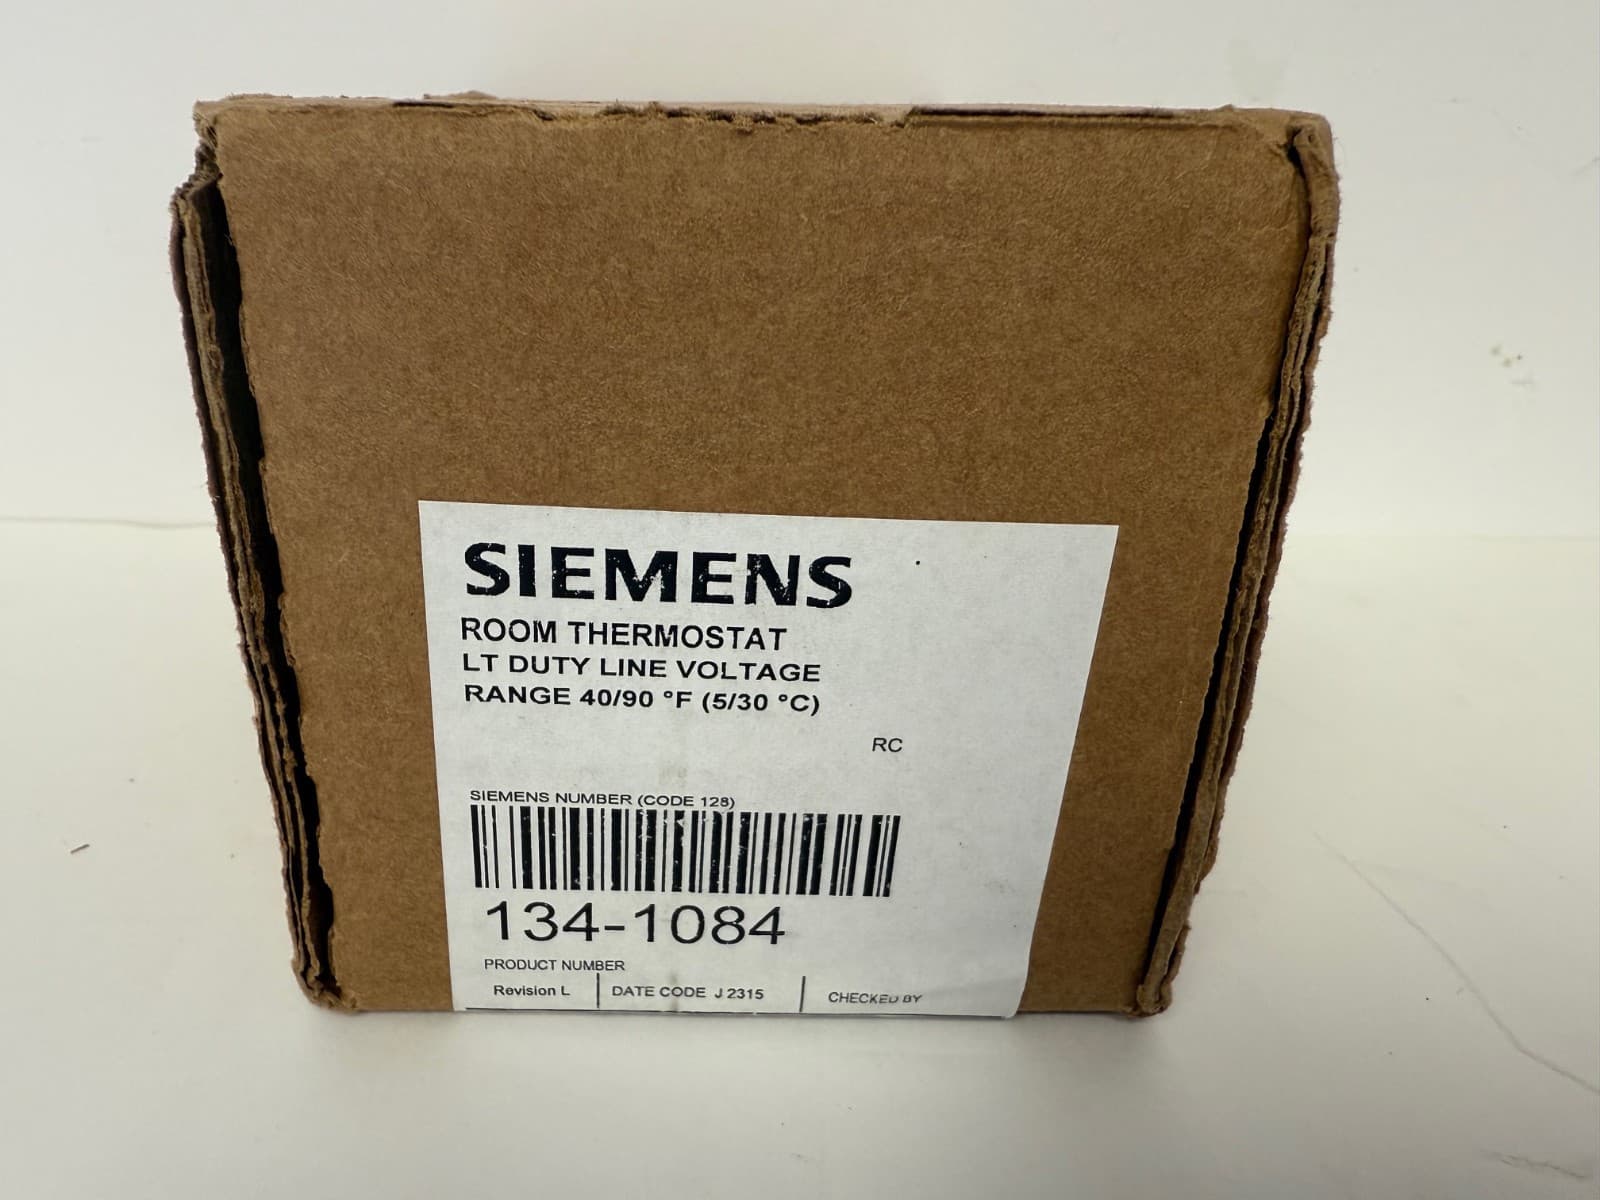 SIEMENS
ROOM THERMOSTAT
LT DUTY LINE VOLTAGE
RANGE 40/90 °F (5/30 °C)
RC
SIEMENS NUMBER (CODE 128)
134-1084
PRODUCT NUMBER
Revision L DATE CODE J 2315 CHECKED BY